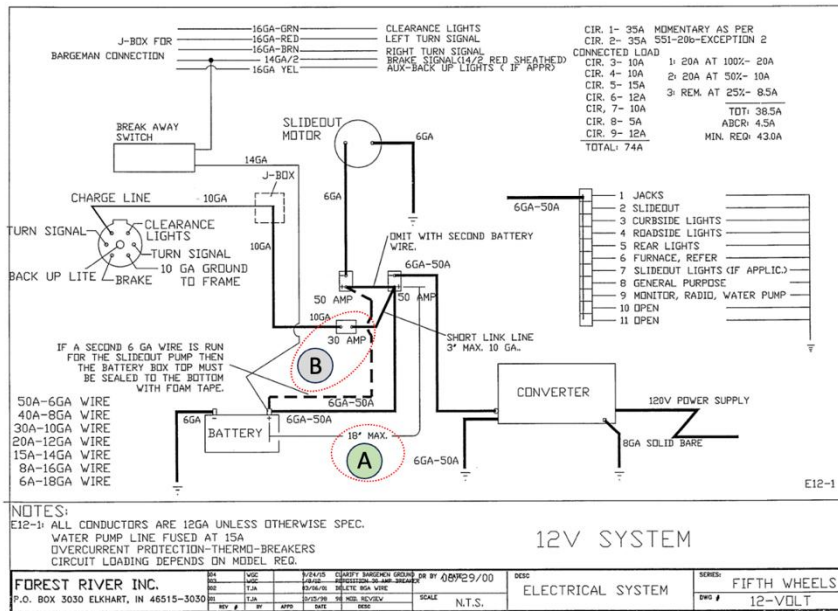 16GA-GRN CLEARANCE LIGHTS
16GA-RED LEFT TURN SIGNAL
J-BOX FOR
BARGEMAN CONNECTION
16GA-BRN RIGHT TURN SIGNAL
14GA/2 BRAKE SIGNAL(14/2 RED SHEATHED)
16GA YEL AUX-BACK UP LIGHTS ( IF APPR)
CIR. 1- 35A MOMENTARY AS PER
CIR. 2- 35A 551-20b-EXCEPTION 2
CONNECTED LOAD
CIR. 3- 10A
CIR. 4- 10A
CIR. 5- 15A
CIR. 6- 12A
CIR, 7- 10A
CIR. 8- 5A
CIR. 9- 12A
TOTAL: 74A
1: 20A AT 100%- 20A
2: 20A AT 50%- 10A
3: REM. AT 25%- 8.5A
TOT: 38.5A
ABCR: 4.5A
MIN. REQ: 43.0A
BREAK AWAY
SWITCH
14GA
SLIDEOUT
MOTOR
6GA
6GA
J-BOX
CHARGE LINE
10GA
10GA
TURN SIGNAL
CLEARANCE
LIGHTS
TURN SIGNAL
BACK UP LITE
BRAKE
10 GA GROUND
TO FRAME
OMIT WITH SECOND BATTERY
WIRE.
6GA-50A
50 AMP
50 AMP
10GA
30 AMP
SHORT LINK LINE
3" MAX. 10 GA..
B
6GA-50A
1 JACKS
2 SLIDEOUT
3 CURBSIDE LIGHTS
4 ROADSIDE LIGHTS
5 REAR LIGHTS
6 FURNACE, REFER
7 SLIDEOUT LIGHTS(IF APPLIC.)
8 GENERAL PURPOSE
9 MONITOR, RADIO, WATER PUMP
10 OPEN
11 OPEN
IF A SECOND 6 GA WIRE IS RUN
FOR THE SLIDEOUT PUMP THEN
THE BATTERY BOX TOP MUST
BE SEALED TO THE BOTTOM
WITH FOAM TAPE.
50A-6GA WIRE
40A-8GA WIRE
30A-10GA WIRE
20A-12GA WIRE
15A-14GA WIRE
8A-16GA WIRE
6A-18GA WIRE
6GA
- +
BATTERY
6GA-50A
6GA-50A
18" MAX.
A
6GA-50A
CONVERTER
120V POWER SUPPLY
8GA SOLID BARE
E12-1
NOTES:
E12-1: ALL CONDUCTORS ARE 12GA UNLESS OTHERWISE SPEC.
WATER PUMP LINE FUSED AT 15A
OVERCURRENT PROTECTION-THERMO-BREAKERS
CIRCUIT LOADING DEPENDS ON MODEL REQ.
12V SYSTEM
FOREST RIVER INC.
P.O. BOX 3030 ELKHART, IN 46515-3030
REV # BY APPD DATE DESC
DR BY
08/29/00
SCALE
N.T.S.
DESC
ELECTRICAL SYSTEM
SERIES:
FIFTH WHEELS
DWG #
12-VOLT